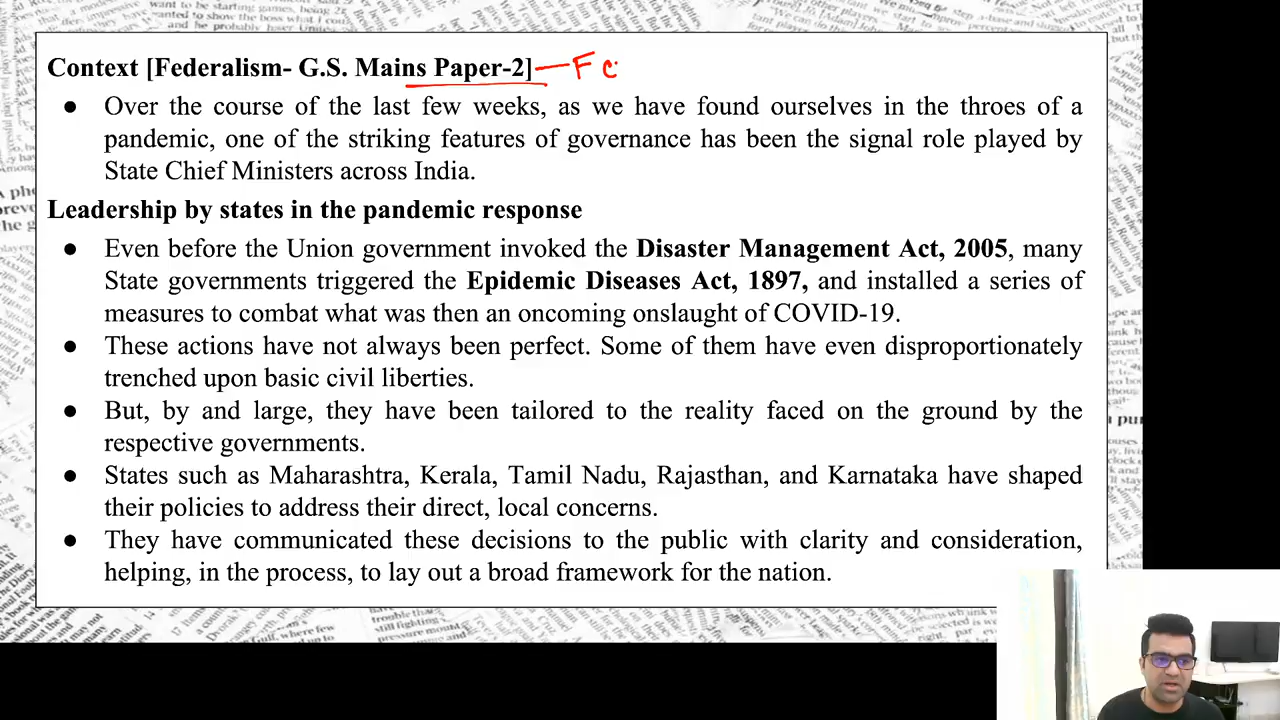 Context [Federalism- G.S. Mains Paper-2] — F c
● Over the course of the last few weeks, as we have found ourselves in the throes of a
pandemic, one of the striking features of governance has been the signal role played by
State Chief Ministers across India.
Leadership by states in the pandemic response
● Even before the Union government invoked the Disaster Management Act, 2005, many
State governments triggered the Epidemic Diseases Act, 1897, and installed a series of
measures to combat what was then an oncoming onslaught of COVID-19.
● These actions have not always been perfect. Some of them have even disproportionately
trenched upon basic civil liberties.
● But, by and large, they have been tailored to the reality faced on the ground by the
respective governments.
● States such as Maharashtra, Kerala, Tamil Nadu, Rajasthan, and Karnataka have shaped
their policies to address their direct, local concerns.
● They have communicated these decisions to the public with clarity and consideration,
helping, in the process, to lay out a broad framework for the nation.